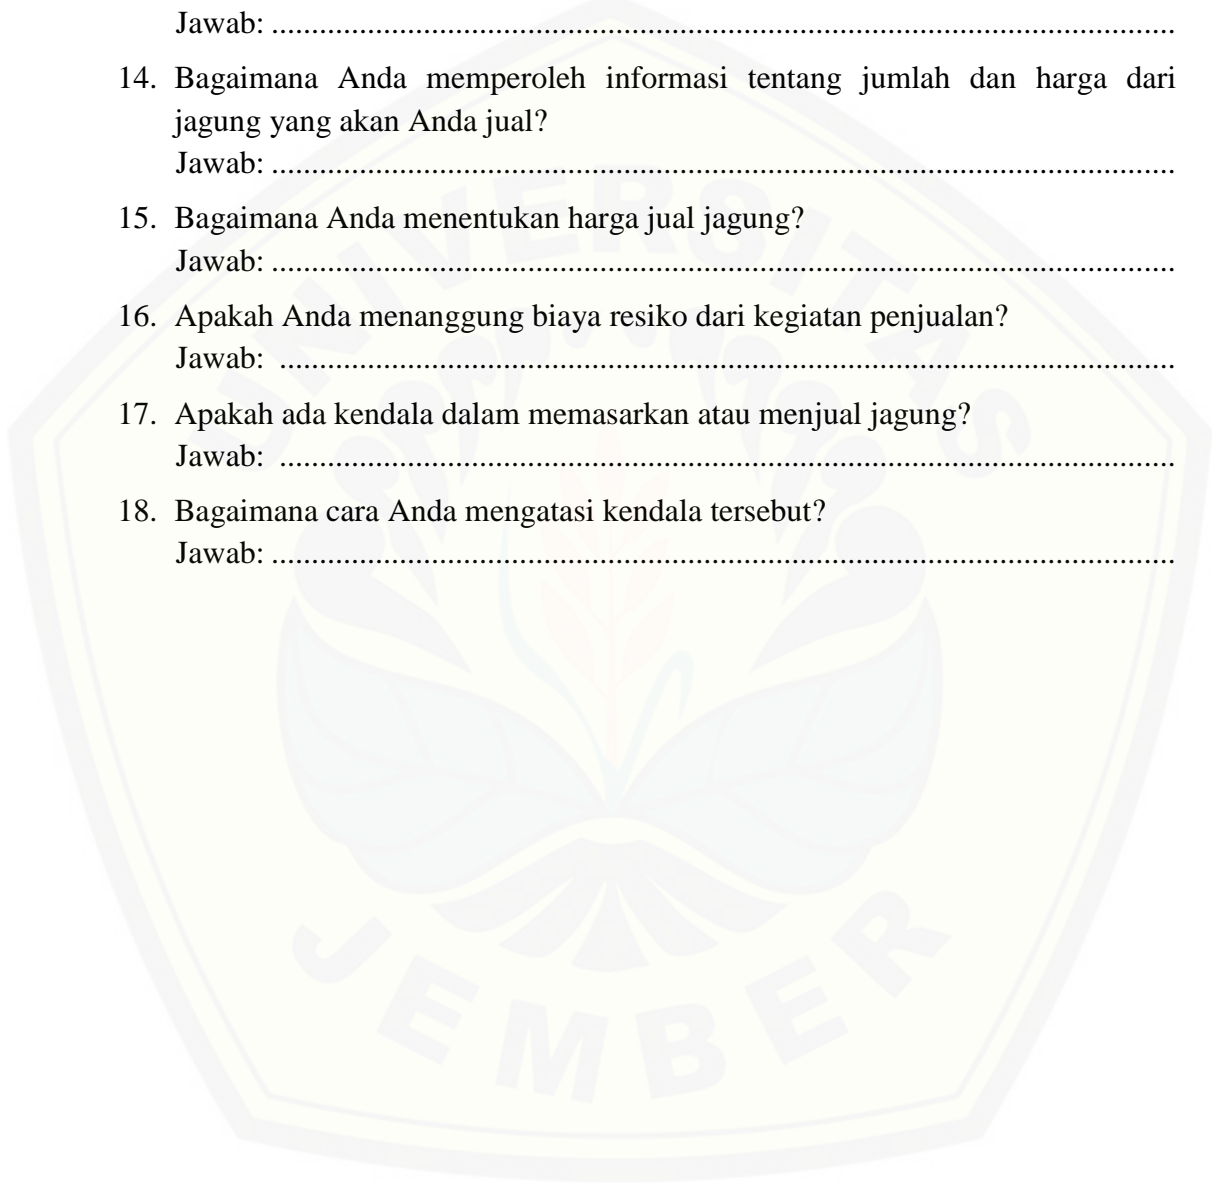 Jawab: ..........................................................................................................
14. Bagaimana Anda memperoleh informasi tentang jumlah dan harga dari
jagung yang akan Anda jual?
Jawab: ..........................................................................................................
15. Bagaimana Anda menentukan harga jual jagung?
Jawab: ..........................................................................................................
16. Apakah Anda menanggung biaya resiko dari kegiatan penjualan?
Jawab: .........................................................................................................
17. Apakah ada kendala dalam memasarkan atau menjual jagung?
Jawab: .........................................................................................................
18. Bagaimana cara Anda mengatasi kendala tersebut?
Jawab: ..........................................................................................................
UNIVERSITAS
JEMBER